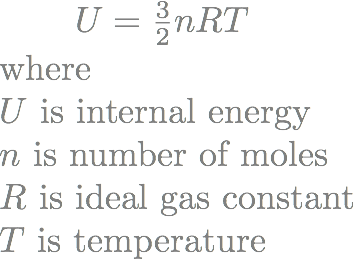 U = 3/2 nRT
where
U is internal energy
n is number of moles
R is ideal gas constant
T is temperature